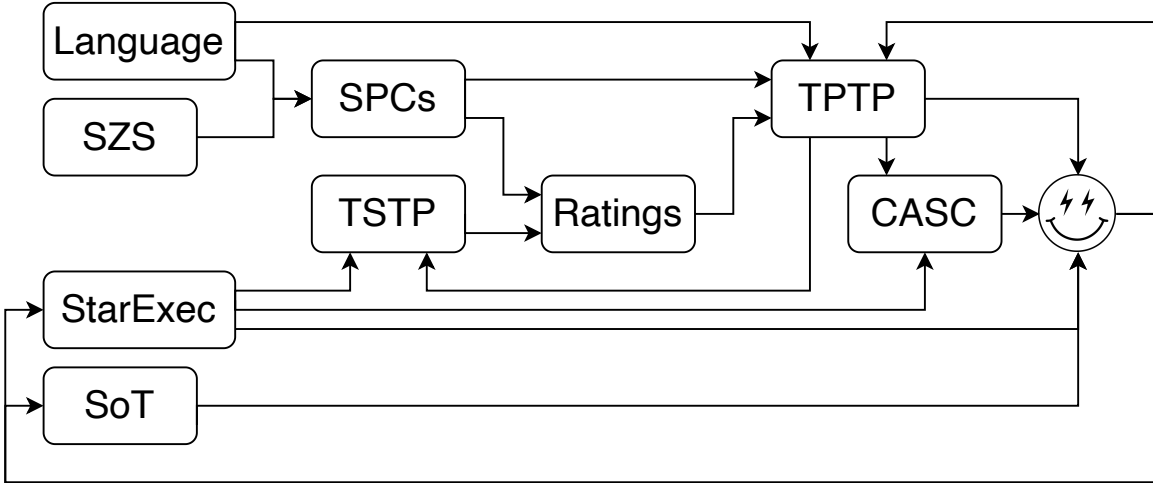 Language
SPCs
TPTP
SZS
TSTP
Ratings
CASC
StarExec
SoT